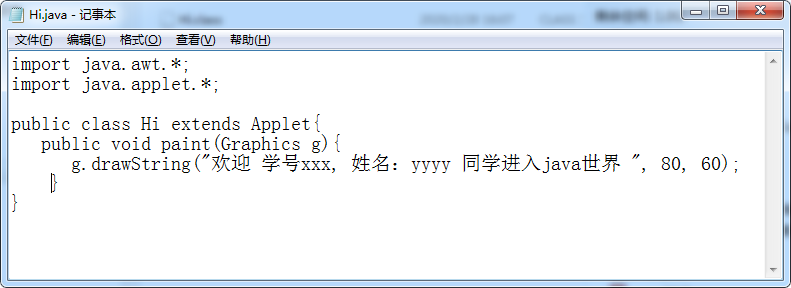 Hi.java - 记事本
文件(F) 编辑(E) 格式(O) 查看(V) 帮助(H)
import java.awt.*;
import java.applet.*;
public class Hi extends Applet{
public void paint(Graphics g){
g.drawString("欢迎 学号xxx, 姓名：yyyy 同学进入java世界 ", 80, 60);
}
}